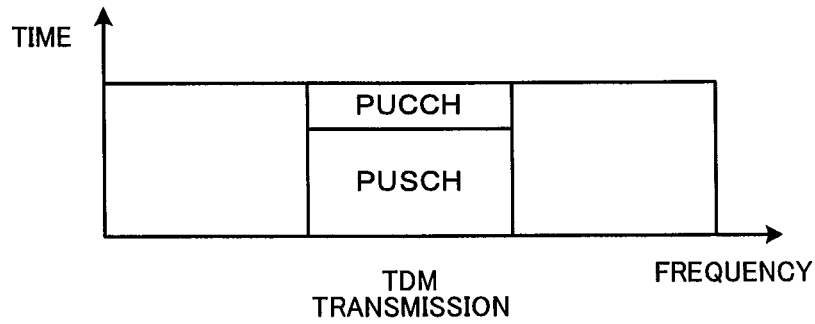 TIME
PUCCH
PUSCH
FREQUENCY
TDM
TRANSMISSION